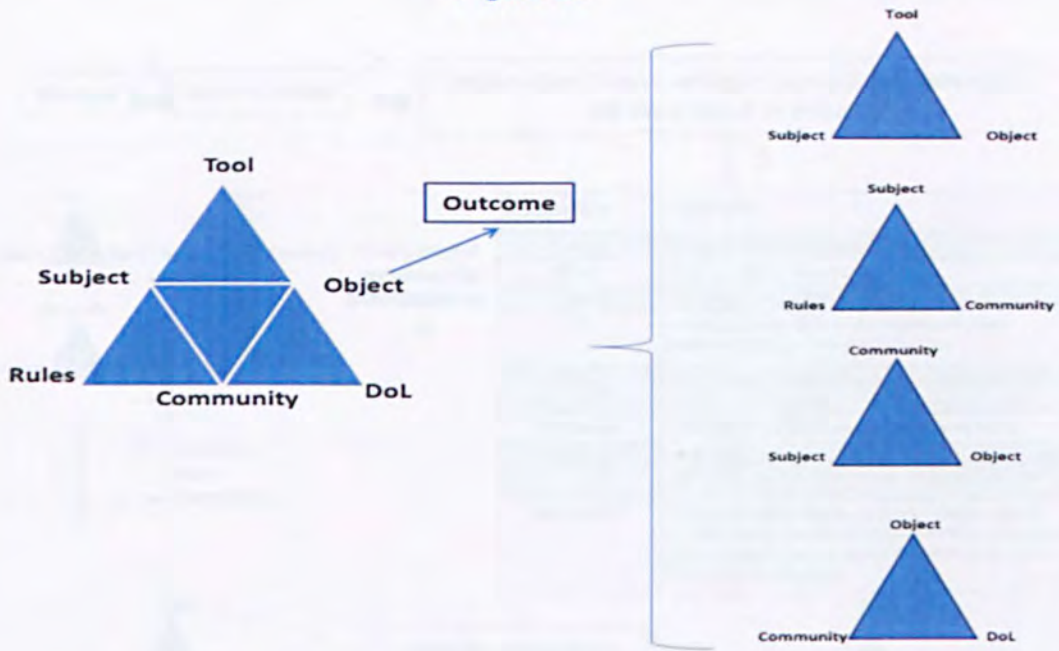 Tool
Outcome
Subject
Object
Rules
Community
DoL
Tool
Subject
Object
Subject
Rules
Community
Community
Subject
Object
Object
Community
DoL